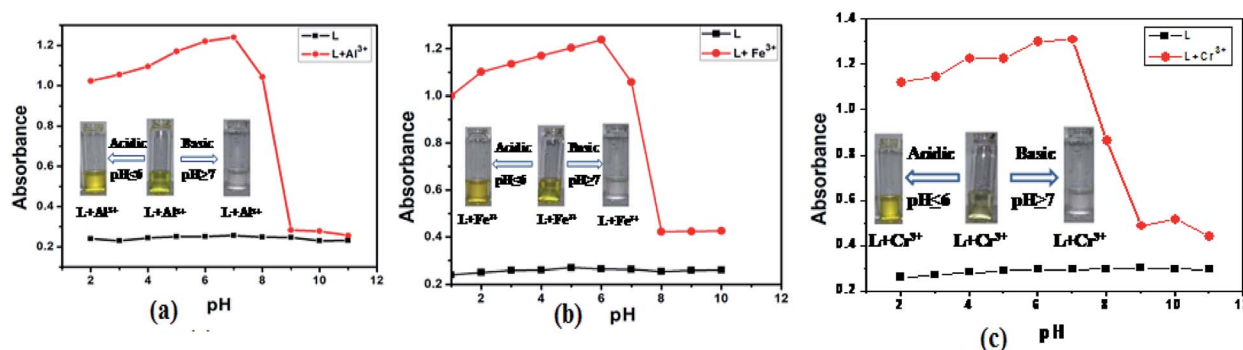 L
L+Al³⁺
1.2
1.0
0.8
0.6
0.4
0.2
Absorbance
Acidic
Basic
pH≤6
pH≥7
L+Al³⁺
L+Al³⁺
L+Al³⁺
2
4
6
8
10
12
pH
(a)
L
L+ Fe³⁺
1.2
1.0
0.8
0.6
0.4
0.2
Absorbance
Acidic
Basic
pH≤6
pH≥7
L+Fe³⁺
L+Fe³⁺
L+Fe³⁺
2
4
6
8
10
12
pH
(b)
L
L+Cr³⁺
1.4
1.2
1.0
0.8
0.6
0.4
0.2
Absorbance
Acidic
Basic
pH≤6
pH≥7
L+Cr³⁺
L+Cr³⁺
L+Cr³⁺
2
4
6
8
10
12
pH
(c)